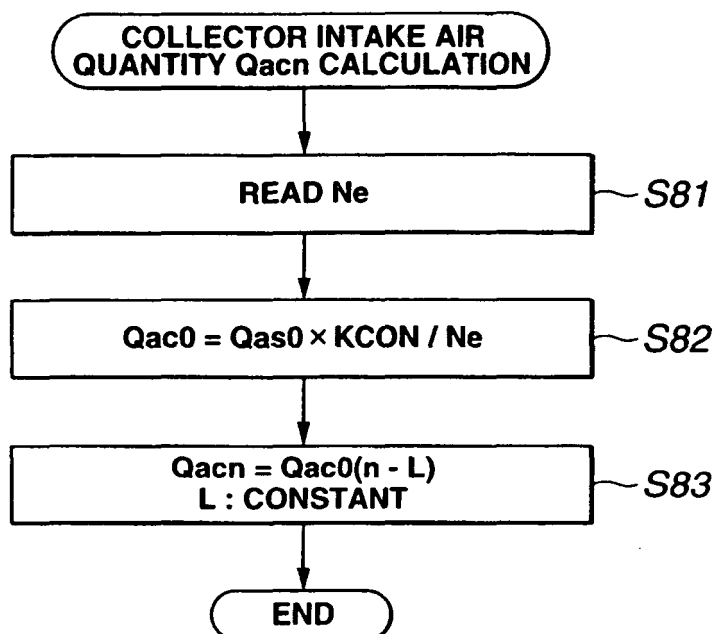 COLLECTOR INTAKE AIR
QUANTITY Qacn CALCULATION
READ Ne
S81
Qac0 = Qas0 × KCON / Ne
S82
Qacn = Qac0(n - L)
L : CONSTANT
S83
END